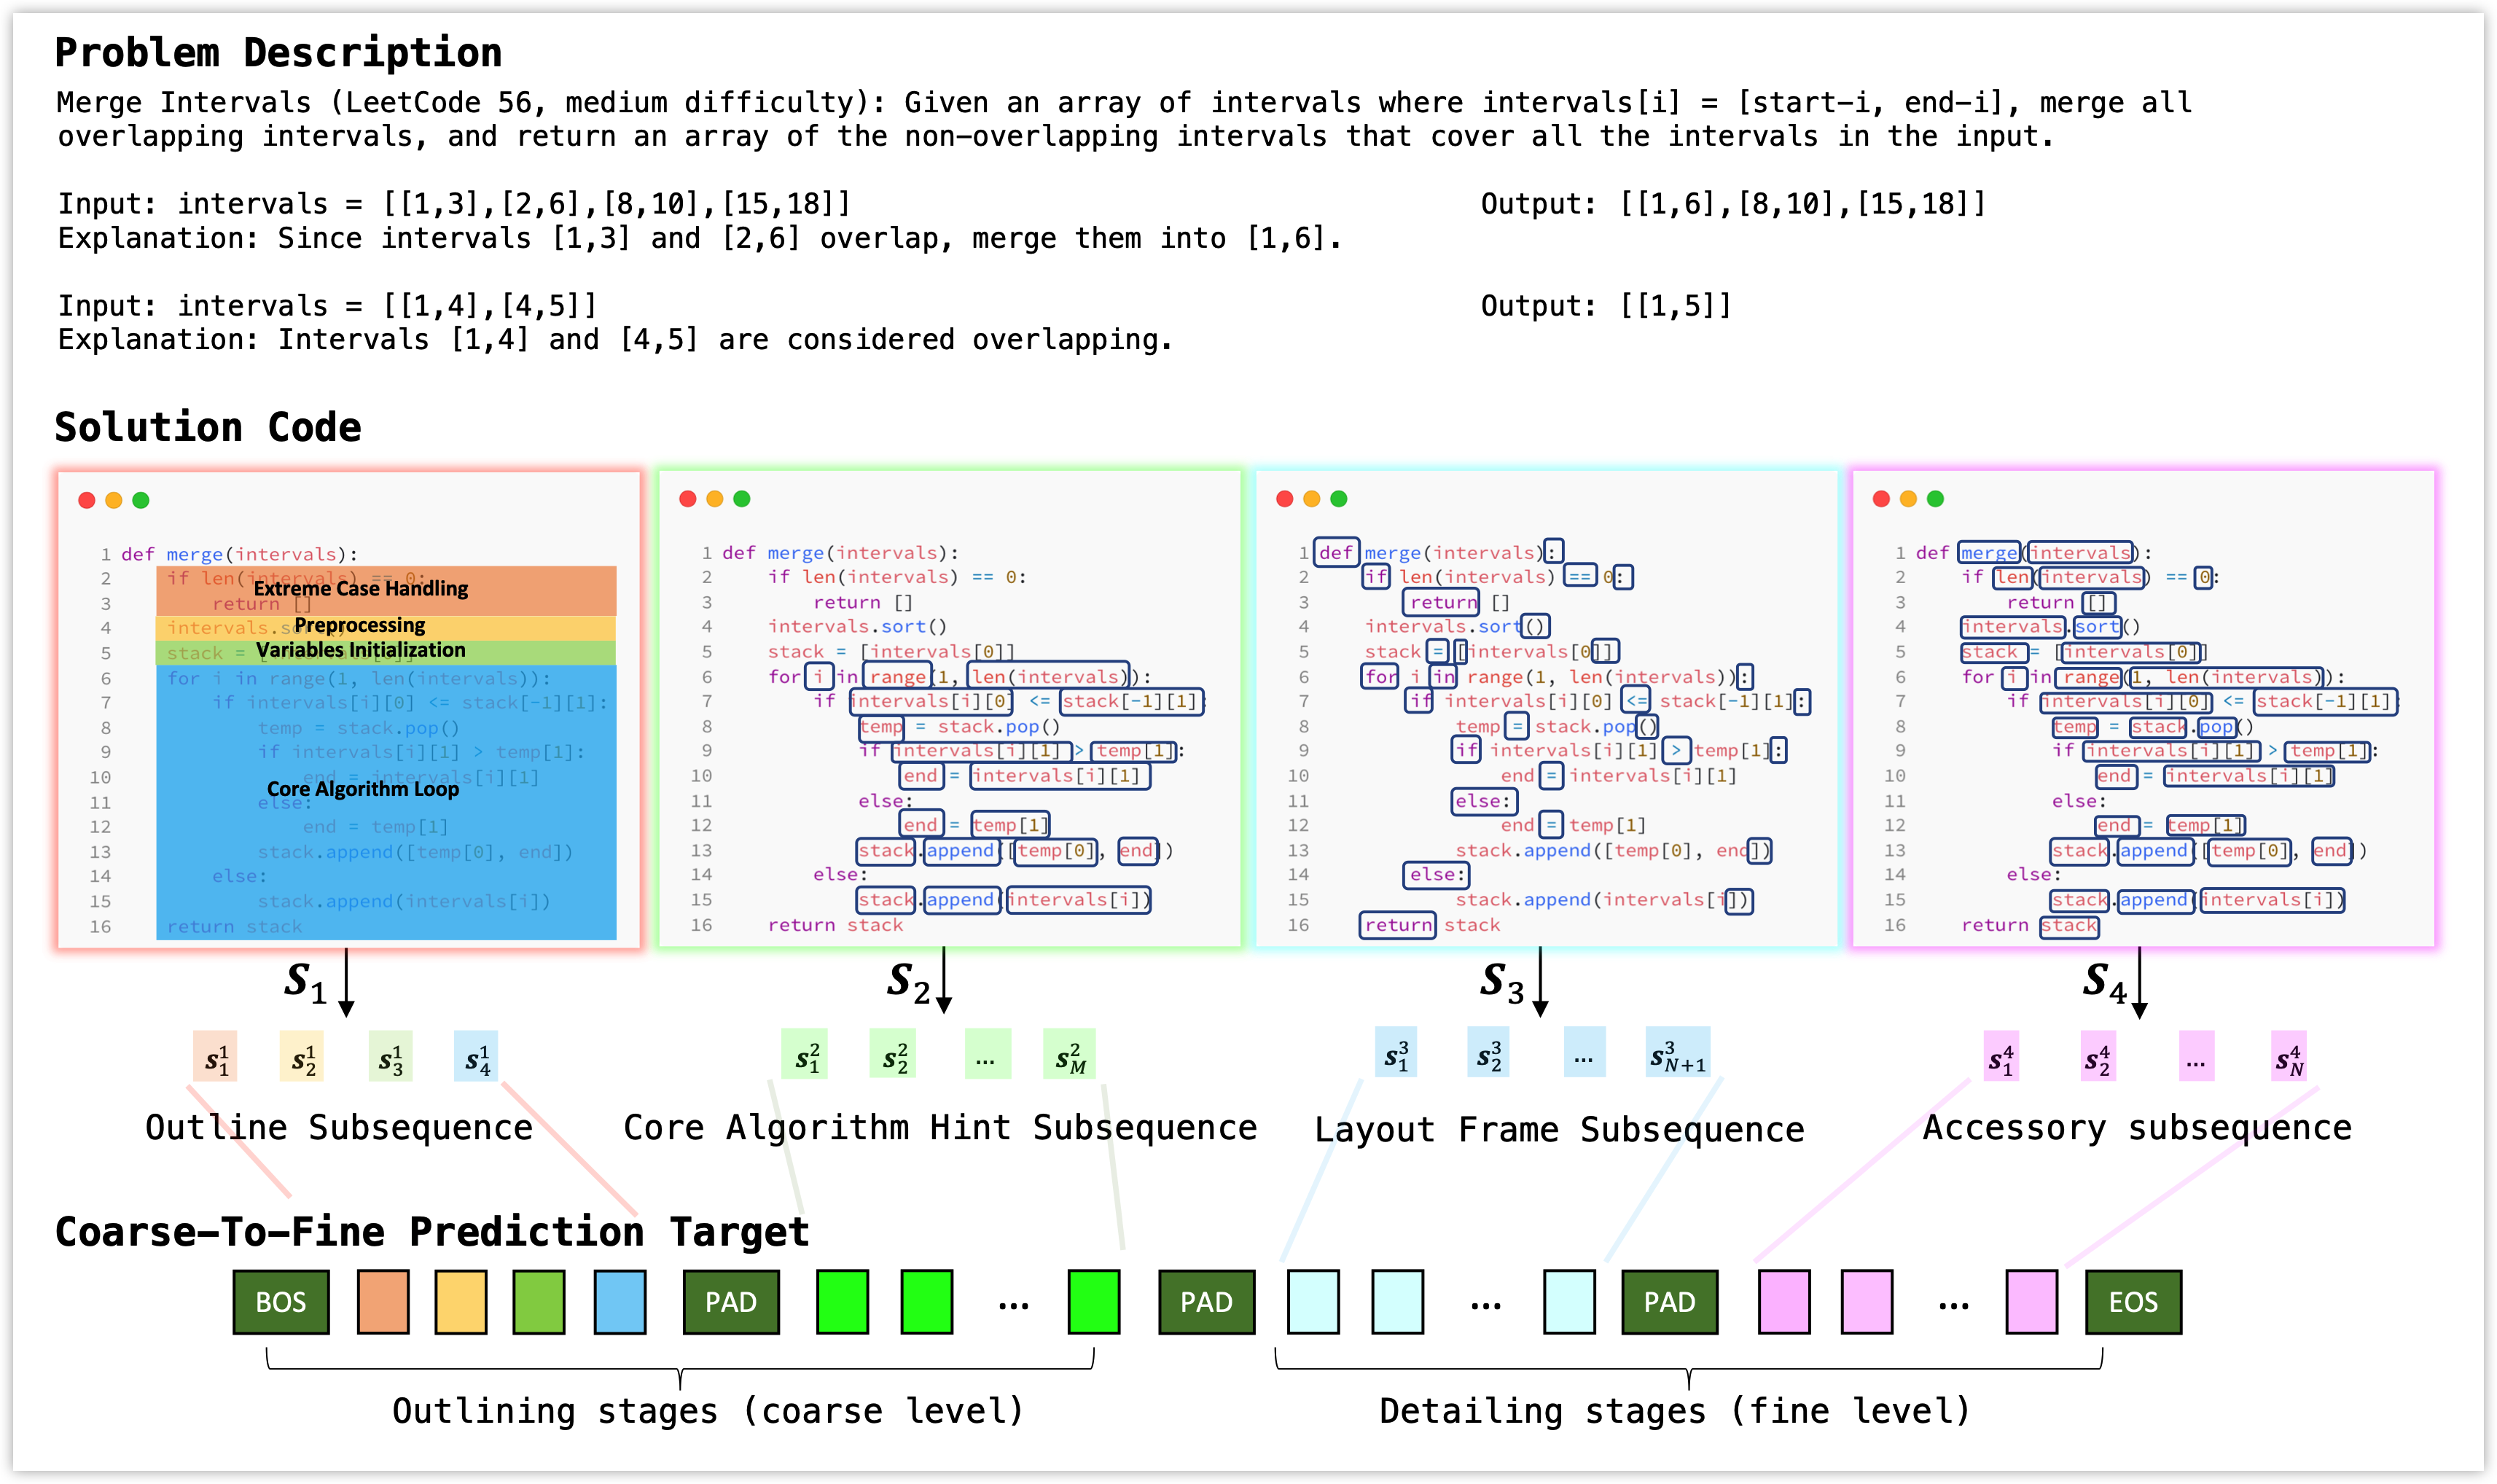 Problem Description
Merge Intervals (LeetCode 56, medium difficulty): Given an array of intervals where intervals[i] = [start-i, end-i], merge all
overlapping intervals, and return an array of the non-overlapping intervals that cover all the intervals in the input.
Input: intervals = [[1,3],[2,6],[8,10],[15,18]]
Output: [[1,6],[8,10],[15,18]]
Explanation: Since intervals [1,3] and [2,6] overlap, merge them into [1,6].
Input: intervals = [[1,4],[4,5]]
Output: [[1,5]]
Explanation: Intervals [1,4] and [4,5] are considered overlapping.
Solution Code
1 def merge(intervals):
2 if len(intervals) == 0:
Extreme Case Handling
3 return []
4 intervals.sort()
Preprocessing
5 stack = [intervals[0]]
Variables Initialization
6 for i in range(1, len(intervals)):
7 if intervals[i][0] <= stack[-1][1]:
8 temp = stack.pop()
9 if intervals[i][1] > temp[1]:
10 end = intervals[i][1]
Core Algorithm Loop
11 else:
12 end = temp[1]
13 stack.append([temp[0], end])
14 else:
15 stack.append(intervals[i])
16 return stack
1 def merge(intervals):
2 if len(intervals) == 0:
3 return []
4 intervals.sort()
5 stack = [intervals[0]]
6 for i in range(1, len(intervals)):
7 if intervals[i][0] <= stack[-1][1]:
8 temp = stack.pop()
9 if intervals[i][1] > temp[1]:
10 end = intervals[i][1]
11 else:
12 end = temp[1]
13 stack.append([temp[0], end])
14 else:
15 stack.append(intervals[i])
16 return stack
1 def merge(intervals):
2 if len(intervals) == 0:
3 return []
4 intervals.sort()
5 stack = [intervals[0]]
6 for i in range(1, len(intervals)):
7 if intervals[i][0] <= stack[-1][1]:
8 temp = stack.pop()
9 if intervals[i][1] > temp[1]:
10 end = intervals[i][1]
11 else:
12 end = temp[1]
13 stack.append([temp[0], end])
14 else:
15 stack.append(intervals[i])
16 return stack
1 def merge(intervals):
2 if len(intervals) == 0:
3 return []
4 intervals.sort()
5 stack = [intervals[0]]
6 for i in range(1, len(intervals)):
7 if intervals[i][0] <= stack[-1][1]:
8 temp = stack.pop()
9 if intervals[i][1] > temp[1]:
10 end = intervals[i][1]
11 else:
12 end = temp[1]
13 stack.append([temp[0], end])
14 else:
15 stack.append(intervals[i])
16 return stack
S_1 S_2 S_3 S_4
s_1^1 s_2^1 s_3^1 s_4^1
s_1^2 s_2^2 ... s_M^2
s_1^3 s_2^3 ... s_{N+1}^3
s_1^4 s_2^4 ... s_N^4
Outline Subsequence
Core Algorithm Hint Subsequence
Layout Frame Subsequence
Accessory subsequence
Coarse-To-Fine Prediction Target
BOS PAD ... PAD ... PAD ... EOS
Outlining stages (coarse level)
Detailing stages (fine level)